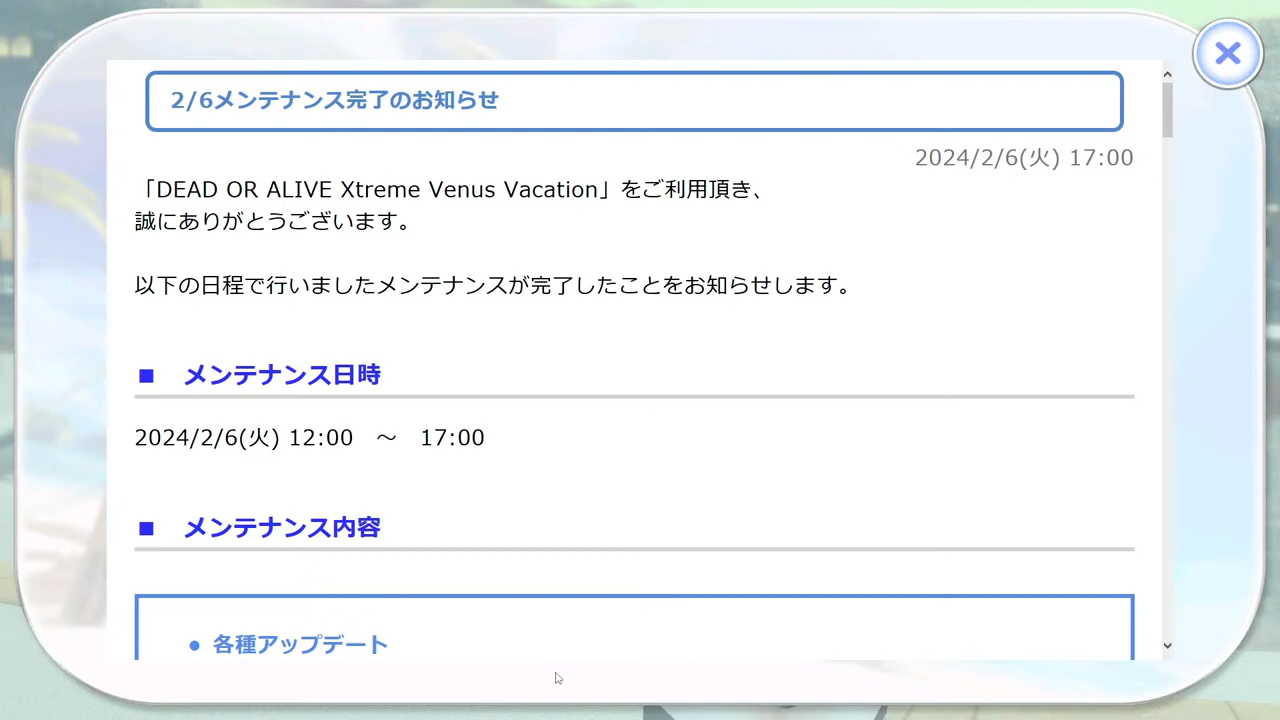 2/6メンテナンス完了のお知らせ
2024/2/6(火) 17:00
「DEAD OR ALIVE Xtreme Venus Vacation」をご利用頂き、
誠にありがとうございます。
以下の日程で行いましたメンテナンスが完了したことをお知らせします。
■ メンテナンス日時
2024/2/6(火) 12:00 ～ 17:00
■ メンテナンス内容
● 各種アップデート